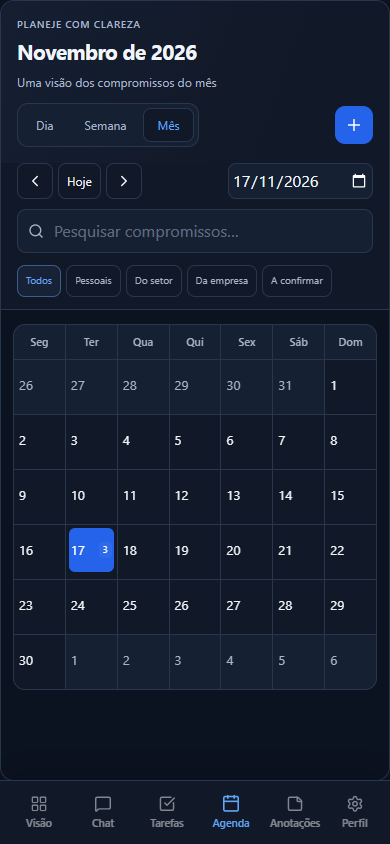 PLANEJE COM CLAREZA
Novembro de 2026
Uma visão dos compromissos do mês
Dia Semana Mês
Hoje 17/11/2026
Pesquisar compromissos...
Todos Pessoais Do setor Da empresa A confirmar
Seg Ter Qua Qui Sex Sáb Dom
26 27 28 29 30 31 1
2 3 4 5 6 7 8
9 10 11 12 13 14 15
16 17 3 18 19 20 21 22
23 24 25 26 27 28 29
30 1 2 3 4 5 6
Visão Chat Tarefas Agenda Anotações Perfil